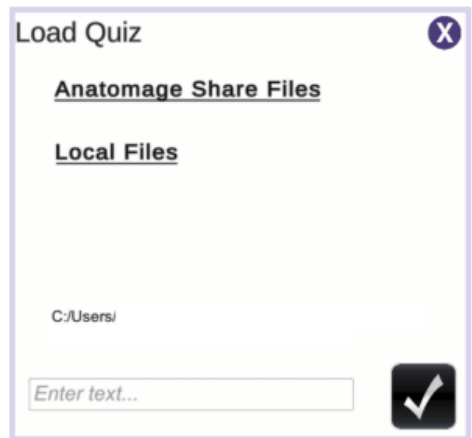 Load Quiz
X
Anatomage Share Files
Local Files
C:/Users/
Enter text...